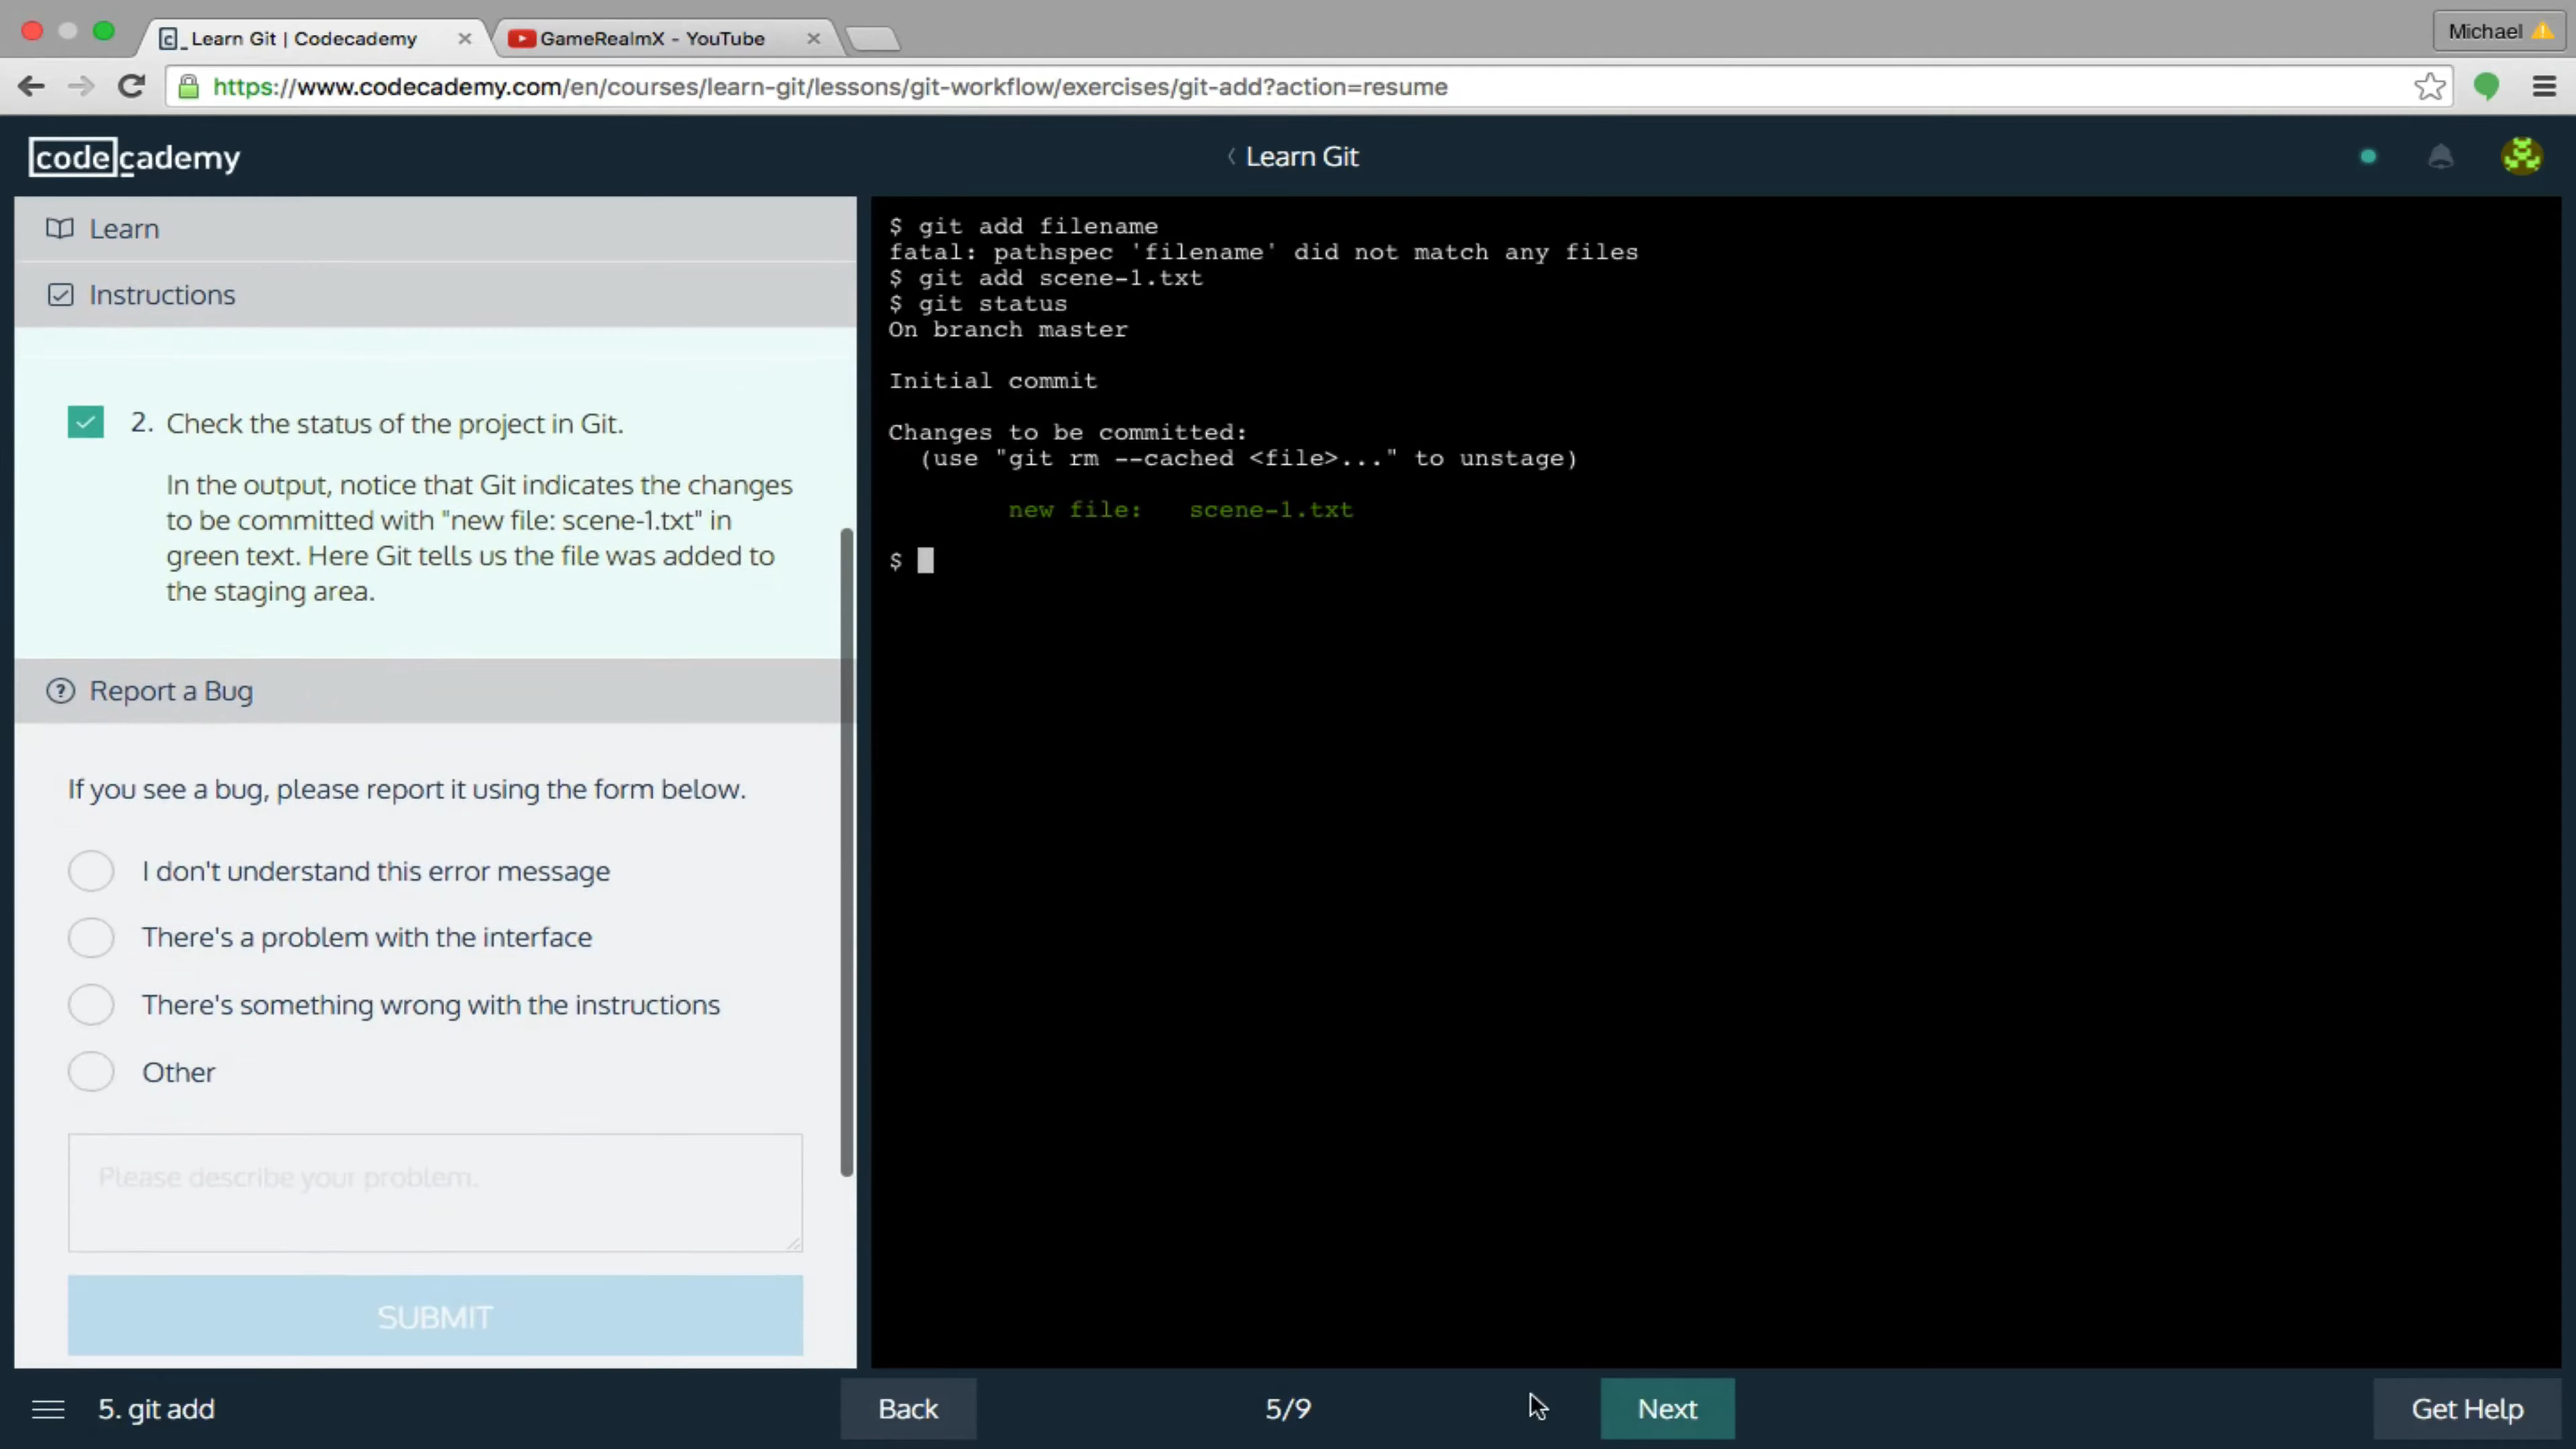 Learn Git | Codecademy
GameRealmX - YouTube
Michael
https://www.codecademy.com/en/courses/learn-git/lessons/git-workflow/exercises/git-add?action=resume
codecademy
Learn Git
Learn
Instructions
2. Check the status of the project in Git.
In the output, notice that Git indicates the changes
to be committed with "new file: scene-1.txt" in
green text. Here Git tells us the file was added to
the staging area.
Report a Bug
If you see a bug, please report it using the form below.
I don't understand this error message
There's a problem with the interface
There's something wrong with the instructions
Other
Please describe your problem.
SUBMIT
$ git add filename
fatal: pathspec 'filename' did not match any files
$ git add scene-1.txt
$ git status
On branch master
Initial commit
Changes to be committed:
(use "git rm --cached <file>..." to unstage)
new file: scene-1.txt
$
5. git add
Back
5/9
Next
Get Help